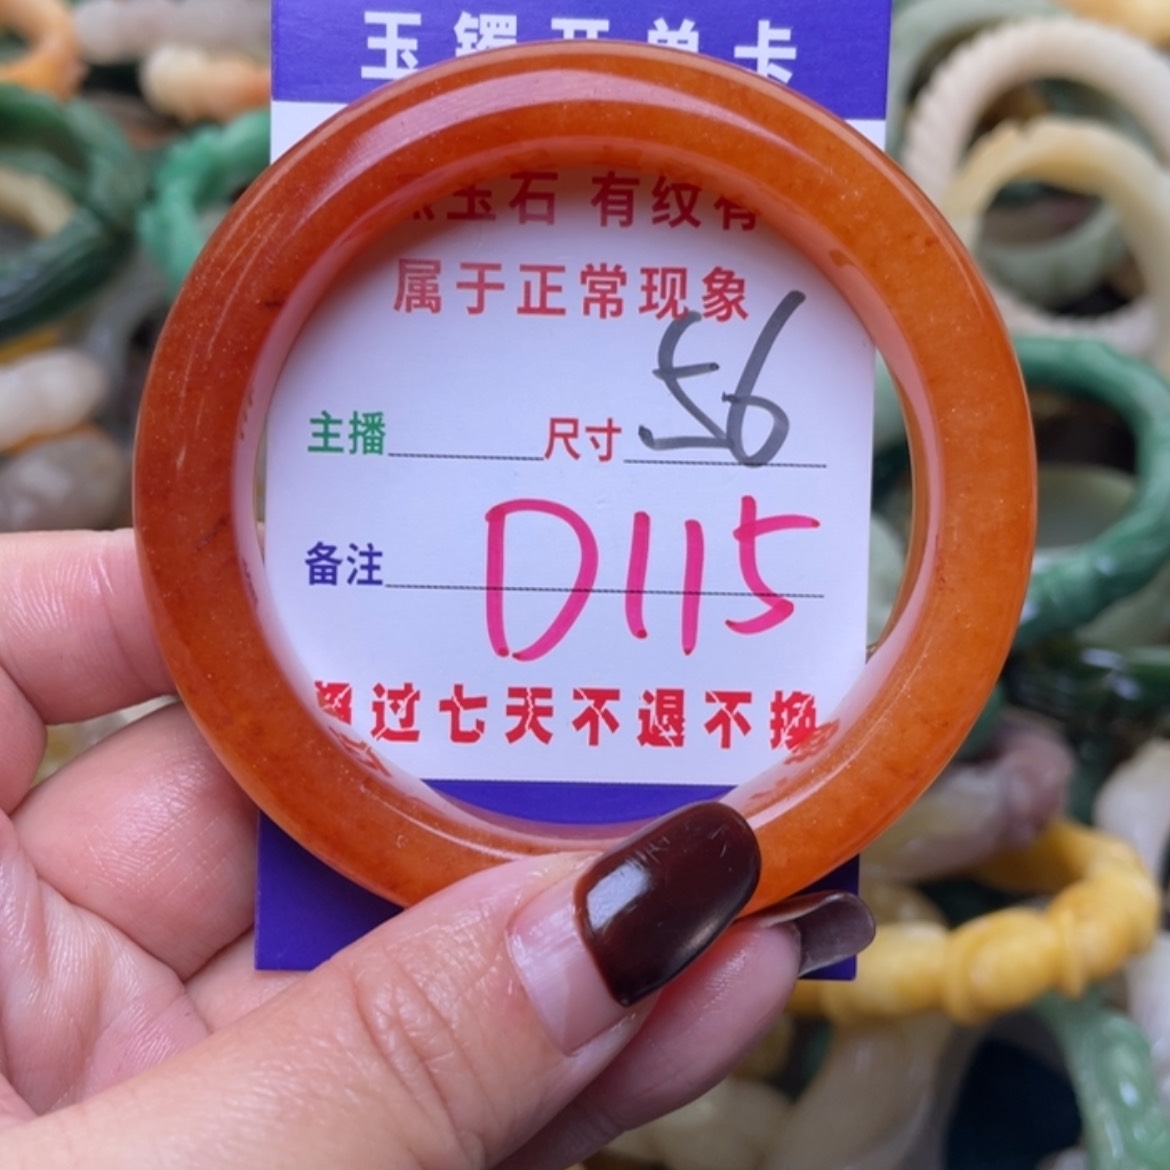 玉镯开单卡
玉石 有纹有
属于正常现象
主播 尺寸 56
备注 D115
超过七天不退不换